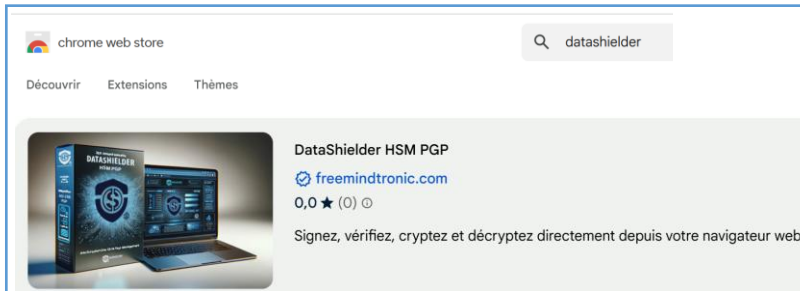 chrome web store
datashielder
Découvrir Extensions Thèmes
DATASHIELDER
HSM PGP
DataShielder HSM PGP
freemindtronic.com
0,0 ★ (0)
Signez, vérifiez, cryptez et décryptez directement depuis votre navigateur web